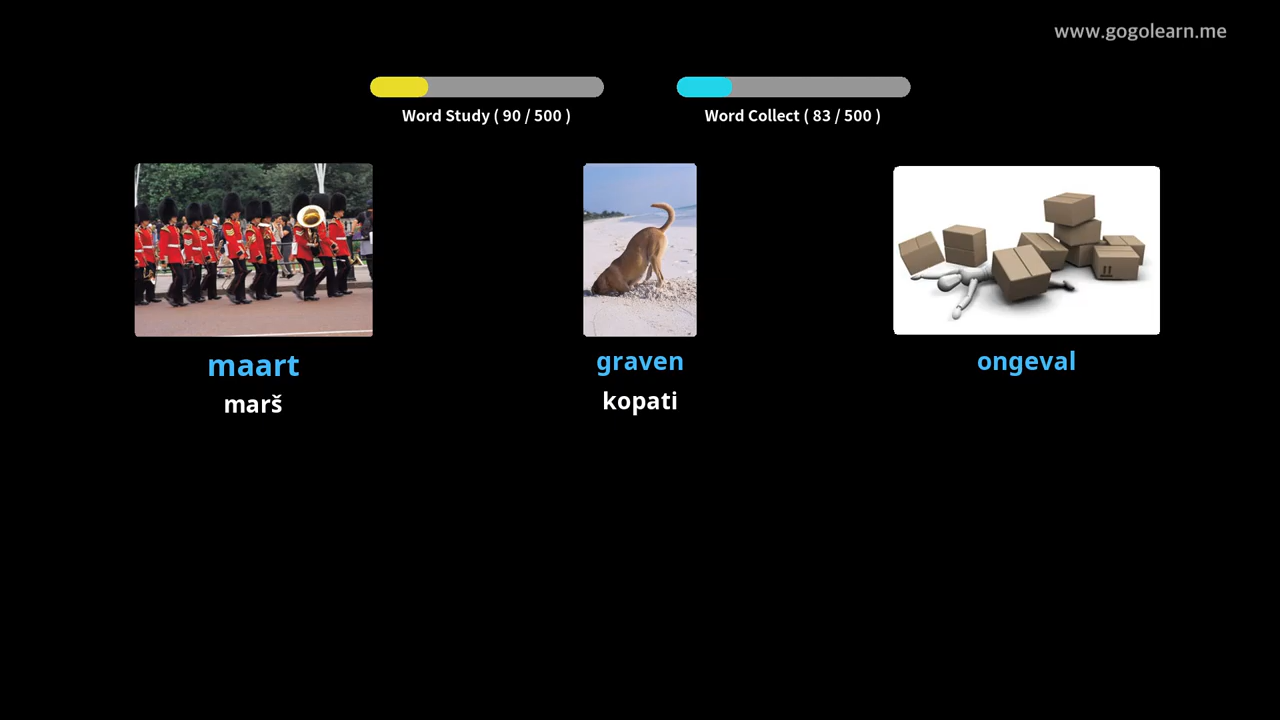 www.gogolearn.me
Word Study ( 90 / 500 )
Word Collect ( 83 / 500 )
maart
marš
graven
kopati
ongeval